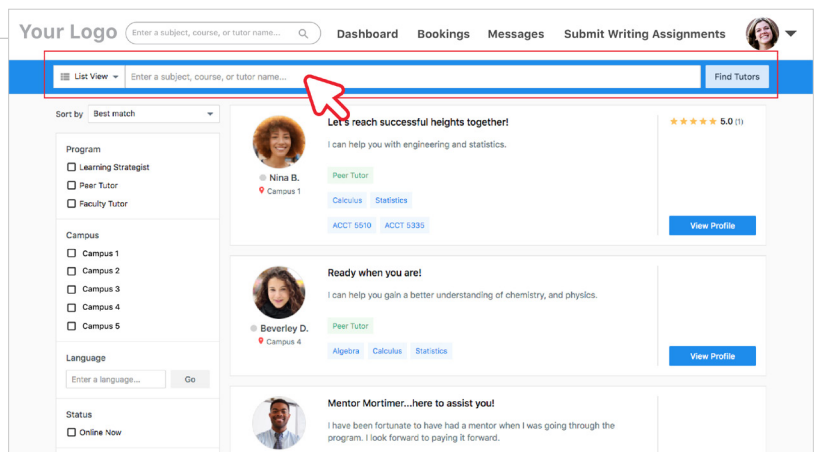 Your Logo
Enter a subject, course, or tutor name...
Dashboard
Bookings
Messages
Submit Writing Assignments
List View
Enter a subject, course, or tutor name...
Find Tutors
Sort by
Best match
Program
Learning Strategist
Peer Tutor
Faculty Tutor
Campus
Campus 1
Campus 2
Campus 3
Campus 4
Campus 5
Language
Enter a language...
Go
Status
Online Now
Nina B.
Campus 1
Let's reach successful heights together!
I can help you with engineering and statistics.
Peer Tutor
Calculus Statistics
ACCT 5510 ACCT 5335
5.0 (1)
View Profile
Beverley D.
Campus 4
Ready when you are!
I can help you gain a better understanding of chemistry, and physics.
Peer Tutor
Algebra Calculus Statistics
View Profile
Mentor Mortimer...here to assist you!
I have been fortunate to have had a mentor when I was going through the
program. I look forward to paying it forward.